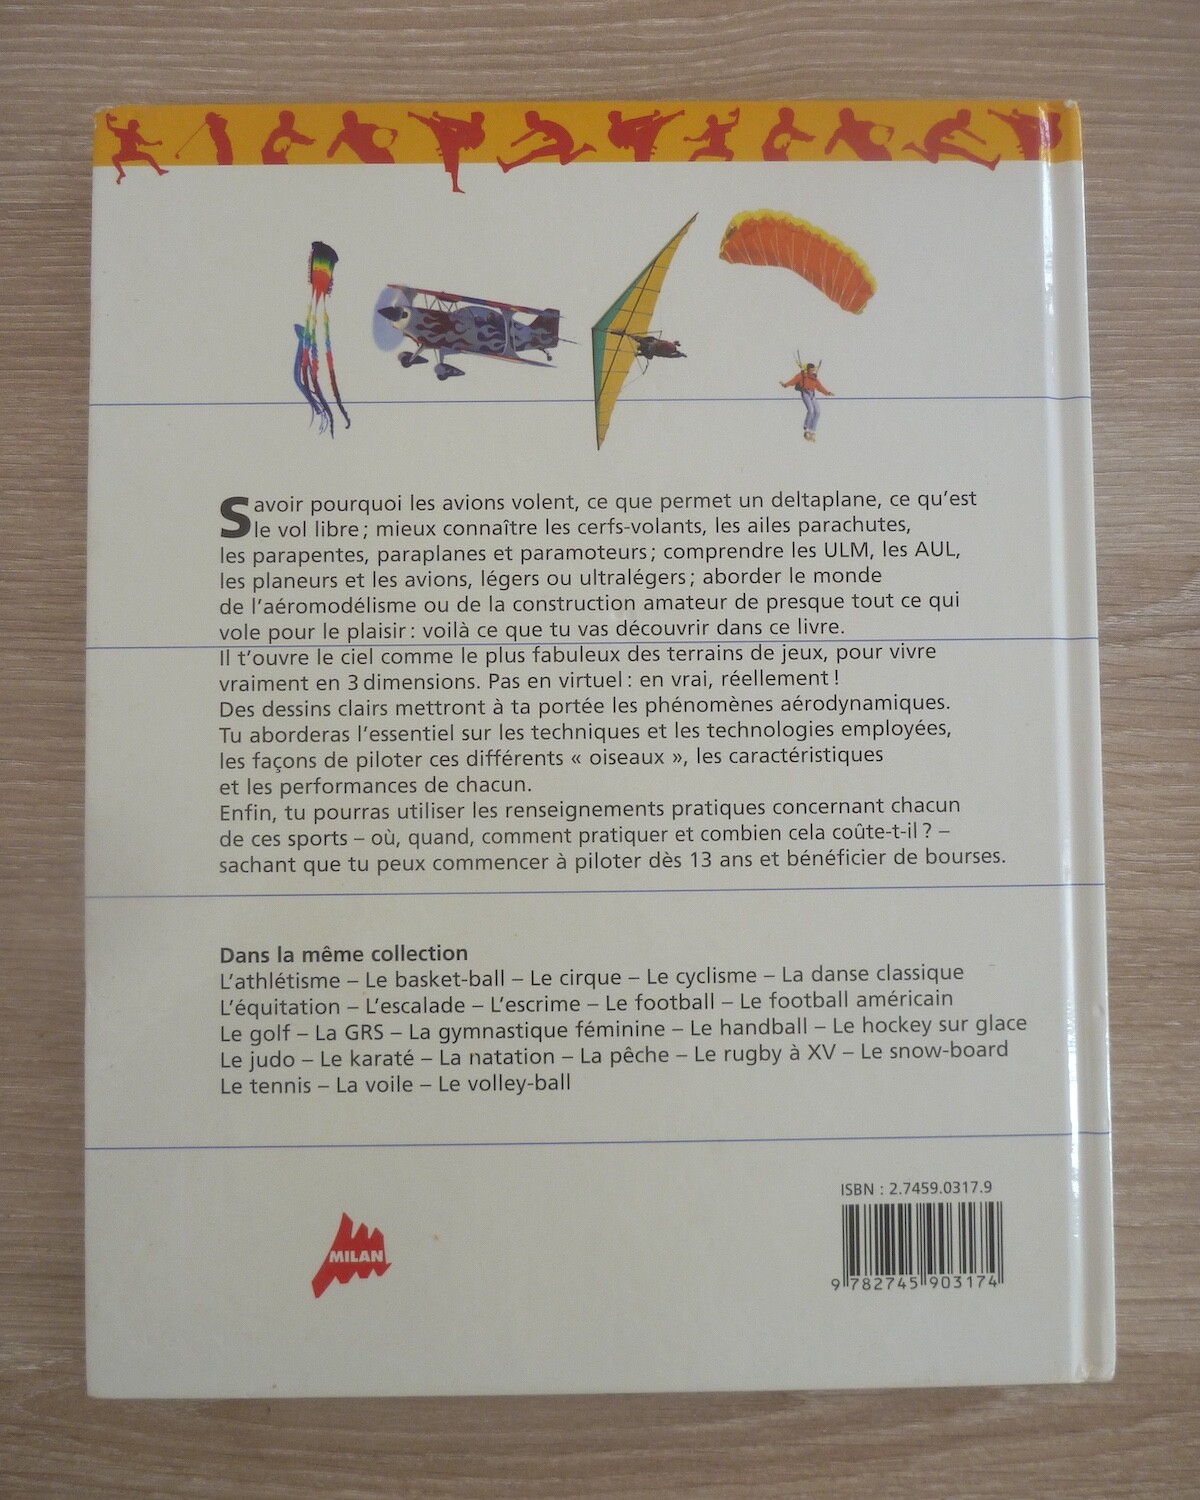 Savoir pourquoi les avions volent, ce que permet un deltaplane, ce qu'est
le vol libre ; mieux connaître les cerfs-volants, les ailes parachutes,
les parapentes, paraplanes et paramoteurs ; comprendre les ULM, les AUL,
les planeurs et les avions, légers ou ultralégers ; aborder le monde
de l'aéromodélisme ou de la construction amateur de presque tout ce qui
vole pour le plaisir : voilà ce que tu vas découvrir dans ce livre.
Il t'ouvre le ciel comme le plus fabuleux des terrains de jeux, pour vivre
vraiment en 3 dimensions. Pas en virtuel : en vrai, réellement !
Des dessins clairs mettront à ta portée les phénomènes aérodynamiques.
Tu aborderas l'essentiel sur les techniques et les technologies employées,
les façons de piloter ces différents « oiseaux », les caractéristiques
et les performances de chacun.
Enfin, tu pourras utiliser les renseignements pratiques concernant chacun
de ces sports – où, quand, comment pratiquer et combien cela coûte-t-il ? –
sachant que tu peux commencer à piloter dès 13 ans et bénéficier de bourses.
Dans la même collection
L'athlétisme – Le basket-ball – Le cirque – Le cyclisme – La danse classique
L'équitation – L'escalade – L'escrime – Le football – Le football américain
Le golf – La GRS – La gymnastique féminine – Le handball – Le hockey sur glace
Le judo – Le karaté – La natation – La pêche – Le rugby à XV – Le snow-board
Le tennis – La voile – Le volley-ball
ISBN : 2.7459.0317.9
MILAN
9 782745 903174